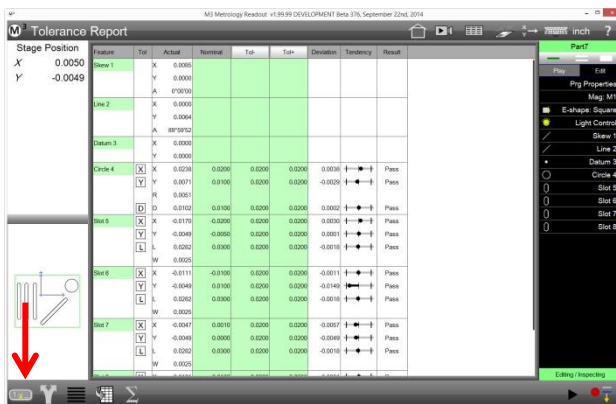 M3 Metrology Readout v1.99.99 DEVELOPMENT Beta 376, September 22nd, 2014
M3 Tolerance Report
inch ?
Stage Position
X 0.0050
Y -0.0049
Feature Tol Actual Nominal Tol- Tol+ Deviation Tendency Result
Skew 1 X 0.0085
Y 0.0000
A 0°00'00
Line 2 X 0.0000
Y 0.0064
A
Datum 3 X 0.0000
Y 0.0000
Circle 4 X X 0.0238 0.0200 0.0200 0.0200 0.0038 Pass
Y Y 0.0071 0.0100 0.0200 0.0200 -0.0029 Pass
R 0.0051
D D 0.0102 0.0100 0.0200 0.0200 0.0002 Pass
Slot 5 X X -0.0170 -0.0200 0.0200 0.0200 0.0030 Pass
Y Y -0.0049 -0.0050 0.0200 0.0200 0.0001 Pass
L L 0.0282 0.0300 0.0200 0.0200 -0.0018 Pass
W 0.0025
Slot 6 X X -0.0111 -0.0100 0.0200 0.0200 -0.0011 Pass
Y Y -0.0049 0.0100 0.0200 0.0200 -0.0149 Pass
L L 0.0282 0.0300 0.0200 0.0200 -0.0018 Pass
W 0.0025
Slot 7 X X -0.0047 0.0010 0.0200 0.0200 -0.0057 Pass
Y Y -0.0049 0.0000 0.0200 0.0200 -0.0049 Pass
L L 0.0282 0.0300 0.0200 0.0200 -0.0018 Pass
W 0.0025
Part7
Play Edit
Prg Properties
Mag: M1
E-shape: Square
Light Control
Skew 1
Line 2
Datum 3
Circle 4
Slot 5
Slot 6
Slot 7
Slot 8
Editing / Inspecting